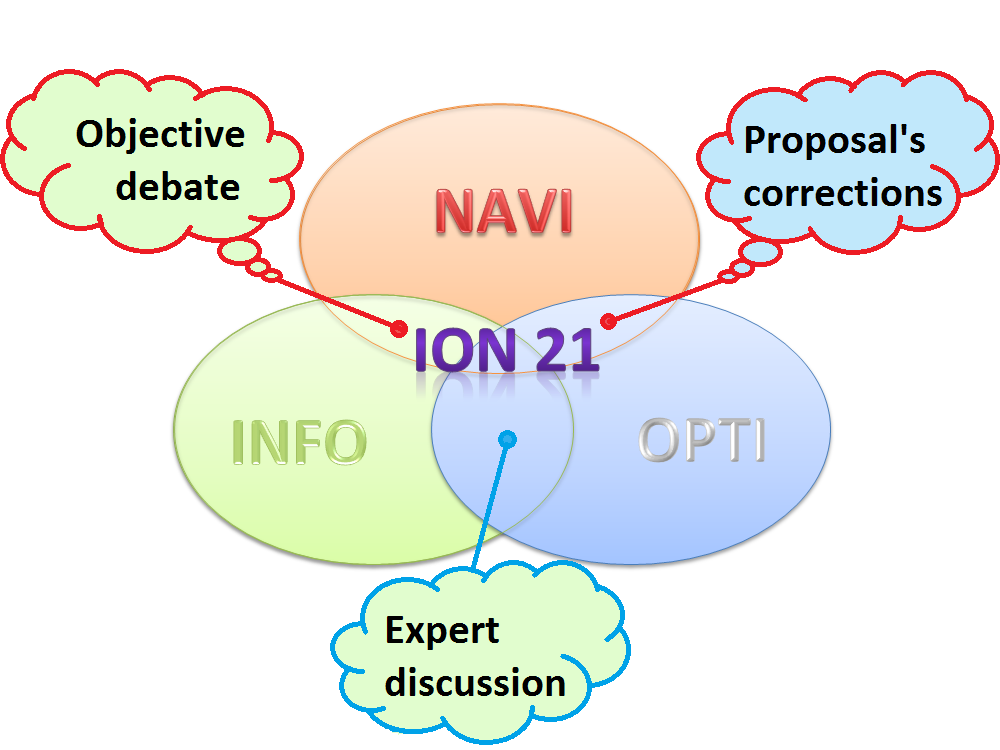 Objective
debate
Proposal's
corrections
NAVI
ION 21
INFO
OPTI
Expert
discussion